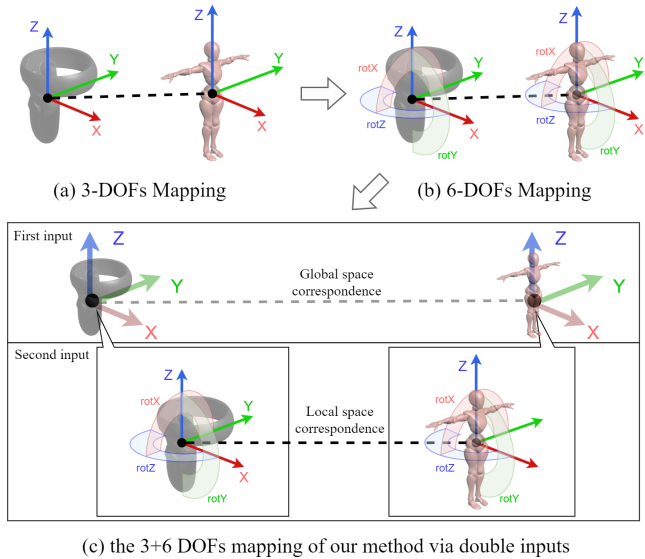 Z
Y
X
Z
Y
X
(a) 3-DOFs Mapping
Z
Y
X
rotX
rotZ
rotY
Z
Y
X
rotX
rotZ
rotY
(b) 6-DOFs Mapping
First input
Z
Y
X
Global space
correspondence
Z
Y
X
Second input
Z
rotX
Y
rotZ
X
rotY
Local space
correspondence
Z
rotX
rotZ
X
rotY
(c) the 3+6 DOFs mapping of our method via double inputs